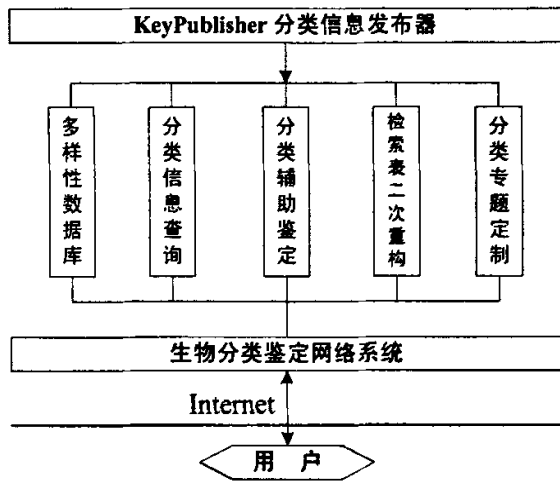 KeyPublisher 分类信息发布器
多样性数据库
分类信息查询
分类辅助鉴定
检索表二次重构
分类专题定制
生物分类鉴定网络系统
Internet
用 户